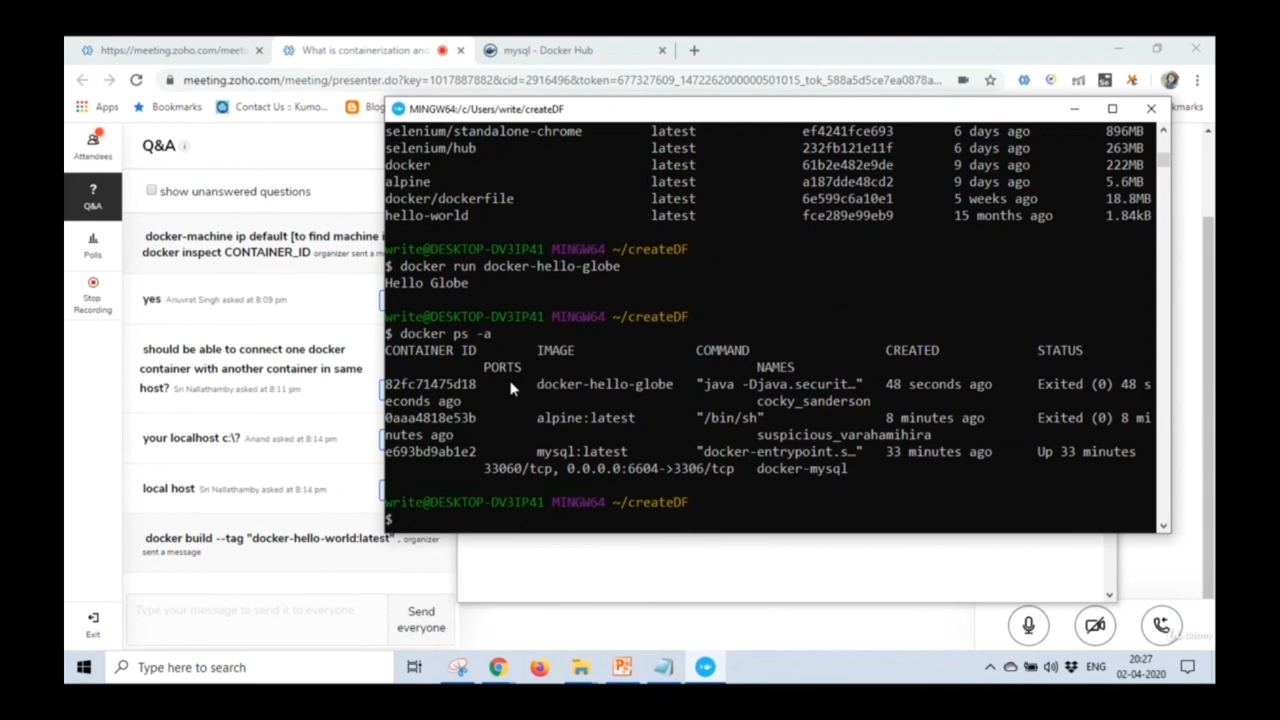 https://meeting.zoho.com/meeti
What is containerization and
mysql - Docker Hub
meeting.zoho.com/meeting/presenter.do?key=1017887882&cid=2916496&token=677327609_1472262000000501015_tok_588a5d5ce7ea0878a...
Apps
Bookmarks
Contact Us :: Kumo...
Blog
kmarks
MINGW64:/c/Users/write/createDF
Attendees
?
Q&A
Polls
Stop
Recording
Exit
Q&A
show unanswered questions
docker-machine ip default [to find machine i
docker inspect CONTAINER_ID organizer sent a m
yes Anuvrat Singh asked at 8:09 pm
should be able to connect one docker
container with another container in same
host? Sri Nallathamby asked at 8:11 pm
your localhost c:\? Anand asked at 8:14 pm
local host Sri Nallathamby asked at 8:14 pm
docker build --tag "docker-hello-world:latest" . organizer
sent a message
Type your message to send it to everyone
Send
everyone
selenium/standalone-chrome latest ef4241fce693 6 days ago 896MB
selenium/hub latest 232fb121e11f 6 days ago 263MB
docker latest 61b2e482e9de 9 days ago 222MB
alpine latest a187dde48cd2 9 days ago 5.6MB
docker/dockerfile latest 6e599c6a10e1 5 weeks ago 18.8MB
hello-world latest fce289e99eb9 15 months ago 1.84kB
write@DESKTOP-DV3IP41 MINGW64 ~/createDF
$ docker run docker-hello-globe
Hello Globe
write@DESKTOP-DV3IP41 MINGW64 ~/createDF
$ docker ps -a
CONTAINER ID IMAGE COMMAND CREATED STATUS
PORTS NAMES
82fc71475d18 docker-hello-globe "java -Djava.securit…" 48 seconds ago Exited (0) 48 s
econds ago cocky_sanderson
0aaa4818e53b alpine:latest "/bin/sh" 8 minutes ago Exited (0) 8 mi
nutes ago suspicious_varahamihira
e693bd9ab1e2 mysql:latest "docker-entrypoint.s…" 33 minutes ago Up 33 minutes
33060/tcp, 0.0.0.0:6604->3306/tcp docker-mysql
write@DESKTOP-DV3IP41 MINGW64 ~/createDF
$
Type here to search
ENG
20:27
02-04-2020